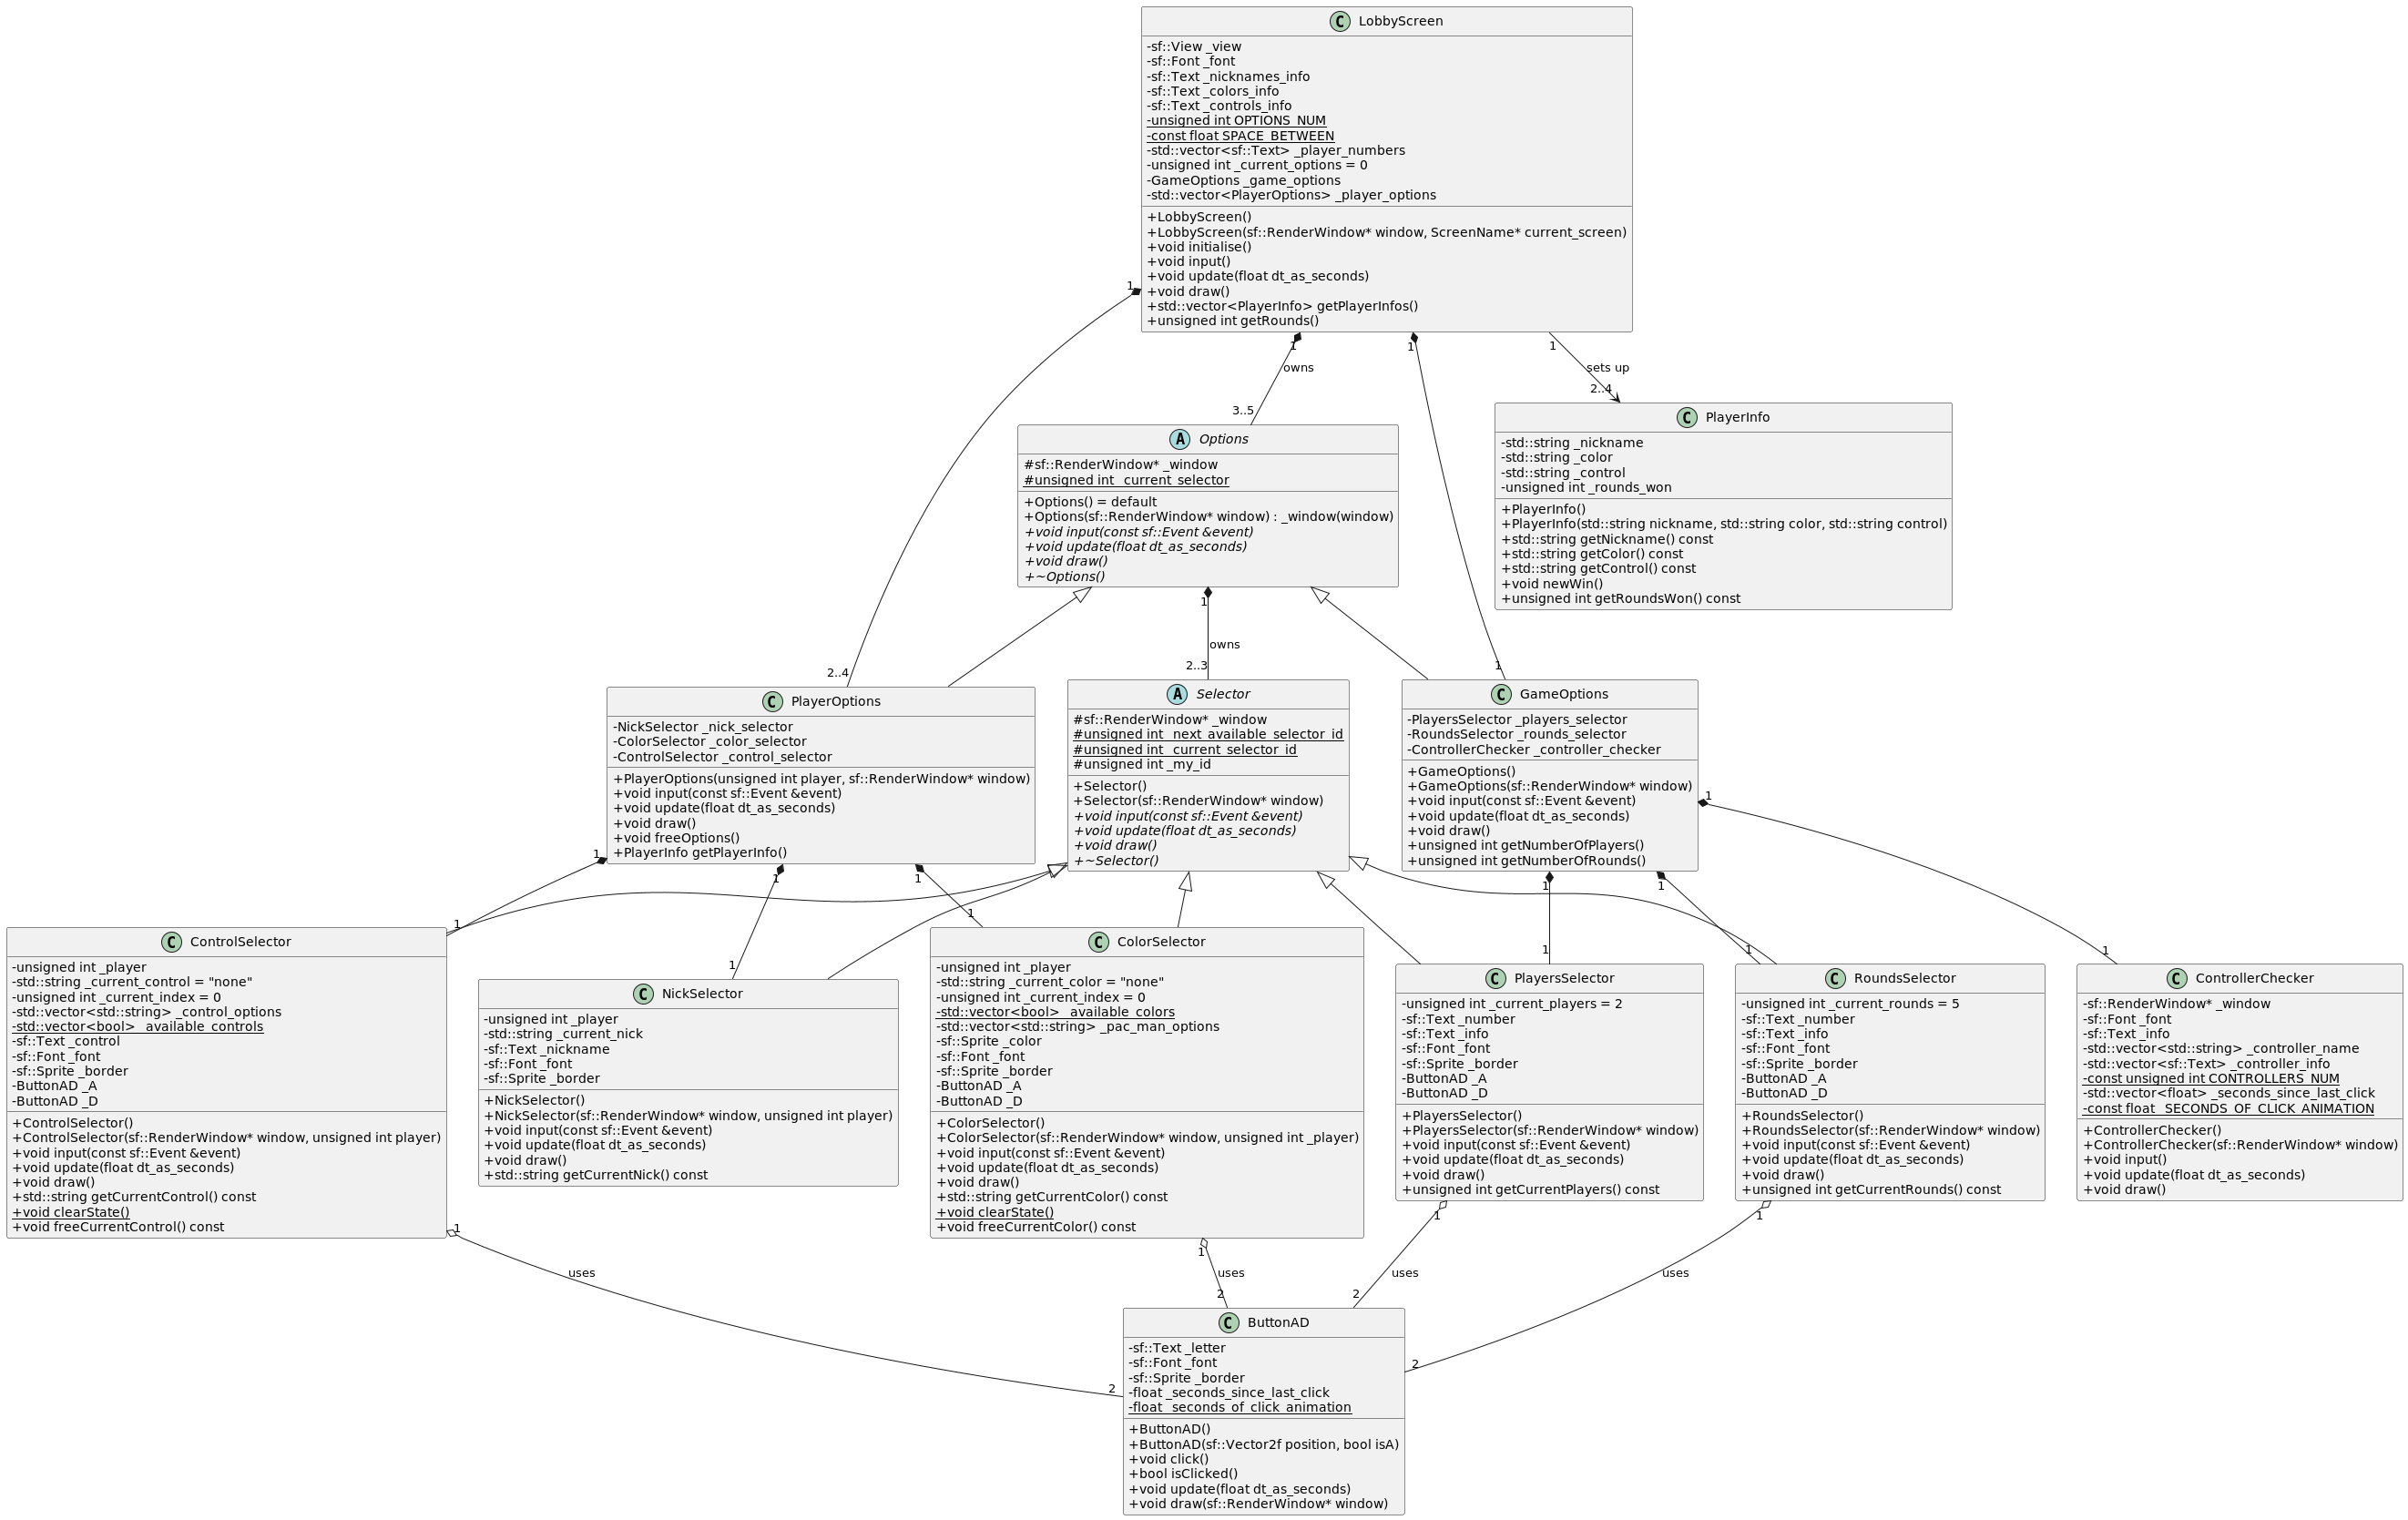 C LobbyScreen
-sf::View _view
-sf::Font _font
-sf::Text _nicknames_info
-sf::Text _colors_info
-sf::Text _controls_info
-unsigned int OPTIONS_NUM
-const float SPACE_BETWEEN
-std::vector<sf::Text> _player_numbers
-unsigned int _current_options = 0
-GameOptions _game_options
-std::vector<PlayerOptions> _player_options
+LobbyScreen()
+LobbyScreen(sf::RenderWindow* window, ScreenName* current_screen)
+void initialise()
+void input()
+void update(float dt_as_seconds)
+void draw()
+std::vector<PlayerInfo> getPlayerInfos()
+unsigned int getRounds()
1
1
1
1
owns
sets up
3..5
2..4
A Options
#sf::RenderWindow* _window
#unsigned int _current_selector
+Options() = default
+Options(sf::RenderWindow* window) : _window(window)
+void input(const sf::Event &event)
+void update(float dt_as_seconds)
+void draw()
+~Options()
C PlayerInfo
-std::string _nickname
-std::string _color
-std::string _control
-unsigned int _rounds_won
+PlayerInfo()
+PlayerInfo(std::string nickname, std::string color, std::string control)
+std::string getNickname() const
+std::string getColor() const
+std::string getControl() const
+void newWin()
+unsigned int getRoundsWon() const
1
owns
2..4
2..3
1
C PlayerOptions
-NickSelector _nick_selector
-ColorSelector _color_selector
-ControlSelector _control_selector
+PlayerOptions(unsigned int player, sf::RenderWindow* window)
+void input(const sf::Event &event)
+void update(float dt_as_seconds)
+void draw()
+void freeOptions()
+PlayerInfo getPlayerInfo()
A Selector
#sf::RenderWindow* _window
#unsigned int _next_available_selector_id
#unsigned int _current_selector_id
#unsigned int _my_id
+Selector()
+Selector(sf::RenderWindow* window)
+void input(const sf::Event &event)
+void update(float dt_as_seconds)
+void draw()
+~Selector()
C GameOptions
-PlayersSelector _players_selector
-RoundsSelector _rounds_selector
-ControllerChecker _controller_checker
+GameOptions()
+GameOptions(sf::RenderWindow* window)
+void input(const sf::Event &event)
+void update(float dt_as_seconds)
+void draw()
+unsigned int getNumberOfPlayers()
+unsigned int getNumberOfRounds()
1
1
1
1
1
1
1
1
1
1
1
1
C ControlSelector
-unsigned int _player
-std::string _current_control = "none"
-unsigned int _current_index = 0
-std::vector<std::string> _control_options
-std::vector<bool> _available_controls
-sf::Text _control
-sf::Font _font
-sf::Sprite _border
-ButtonAD _A
-ButtonAD _D
+ControlSelector()
+ControlSelector(sf::RenderWindow* window, unsigned int player)
+void input(const sf::Event &event)
+void update(float dt_as_seconds)
+void draw()
+std::string getCurrentControl() const
+void clearState()
+void freeCurrentControl() const
C NickSelector
-unsigned int _player
-std::string _current_nick
-sf::Text _nickname
-sf::Font _font
-sf::Sprite _border
+NickSelector()
+NickSelector(sf::RenderWindow* window, unsigned int player)
+void input(const sf::Event &event)
+void update(float dt_as_seconds)
+void draw()
+std::string getCurrentNick() const
C ColorSelector
-unsigned int _player
-std::string _current_color = "none"
-unsigned int _current_index = 0
-std::vector<bool> _available_colors
-std::vector<std::string> _pac_man_options
-sf::Sprite _color
-sf::Font _font
-sf::Sprite _border
-ButtonAD _A
-ButtonAD _D
+ColorSelector()
+ColorSelector(sf::RenderWindow* window, unsigned int _player)
+void input(const sf::Event &event)
+void update(float dt_as_seconds)
+void draw()
+std::string getCurrentColor() const
+void clearState()
+void freeCurrentColor() const
C PlayersSelector
-unsigned int _current_players = 2
-sf::Text _number
-sf::Text _info
-sf::Font _font
-sf::Sprite _border
-ButtonAD _A
-ButtonAD _D
+PlayersSelector()
+PlayersSelector(sf::RenderWindow* window)
+void input(const sf::Event &event)
+void update(float dt_as_seconds)
+void draw()
+unsigned int getCurrentPlayers() const
C RoundsSelector
-unsigned int _current_rounds = 5
-sf::Text _number
-sf::Text _info
-sf::Font _font
-sf::Sprite _border
-ButtonAD _A
-ButtonAD _D
+RoundsSelector()
+RoundsSelector(sf::RenderWindow* window)
+void input(const sf::Event &event)
+void update(float dt_as_seconds)
+void draw()
+unsigned int getCurrentRounds() const
C ControllerChecker
-sf::RenderWindow* _window
-sf::Font _font
-sf::Text _info
-std::vector<std::string> _controller_name
-std::vector<sf::Text> _controller_info
-const unsigned int CONTROLLERS_NUM
-std::vector<float> _seconds_since_last_click
-const float _SECONDS_OF_CLICK_ANIMATION
+ControllerChecker()
+ControllerChecker(sf::RenderWindow* window)
+void input()
+void update(float dt_as_seconds)
+void draw()
1
1
1
1
uses
uses
uses
uses
2
2
2
2
C ButtonAD
-sf::Text _letter
-sf::Font _font
-sf::Sprite _border
-float _seconds_since_last_click
-float _seconds_of_click_animation
+ButtonAD()
+ButtonAD(sf::Vector2f position, bool isA)
+void click()
+bool isClicked()
+void update(float dt_as_seconds)
+void draw(sf::RenderWindow* window)